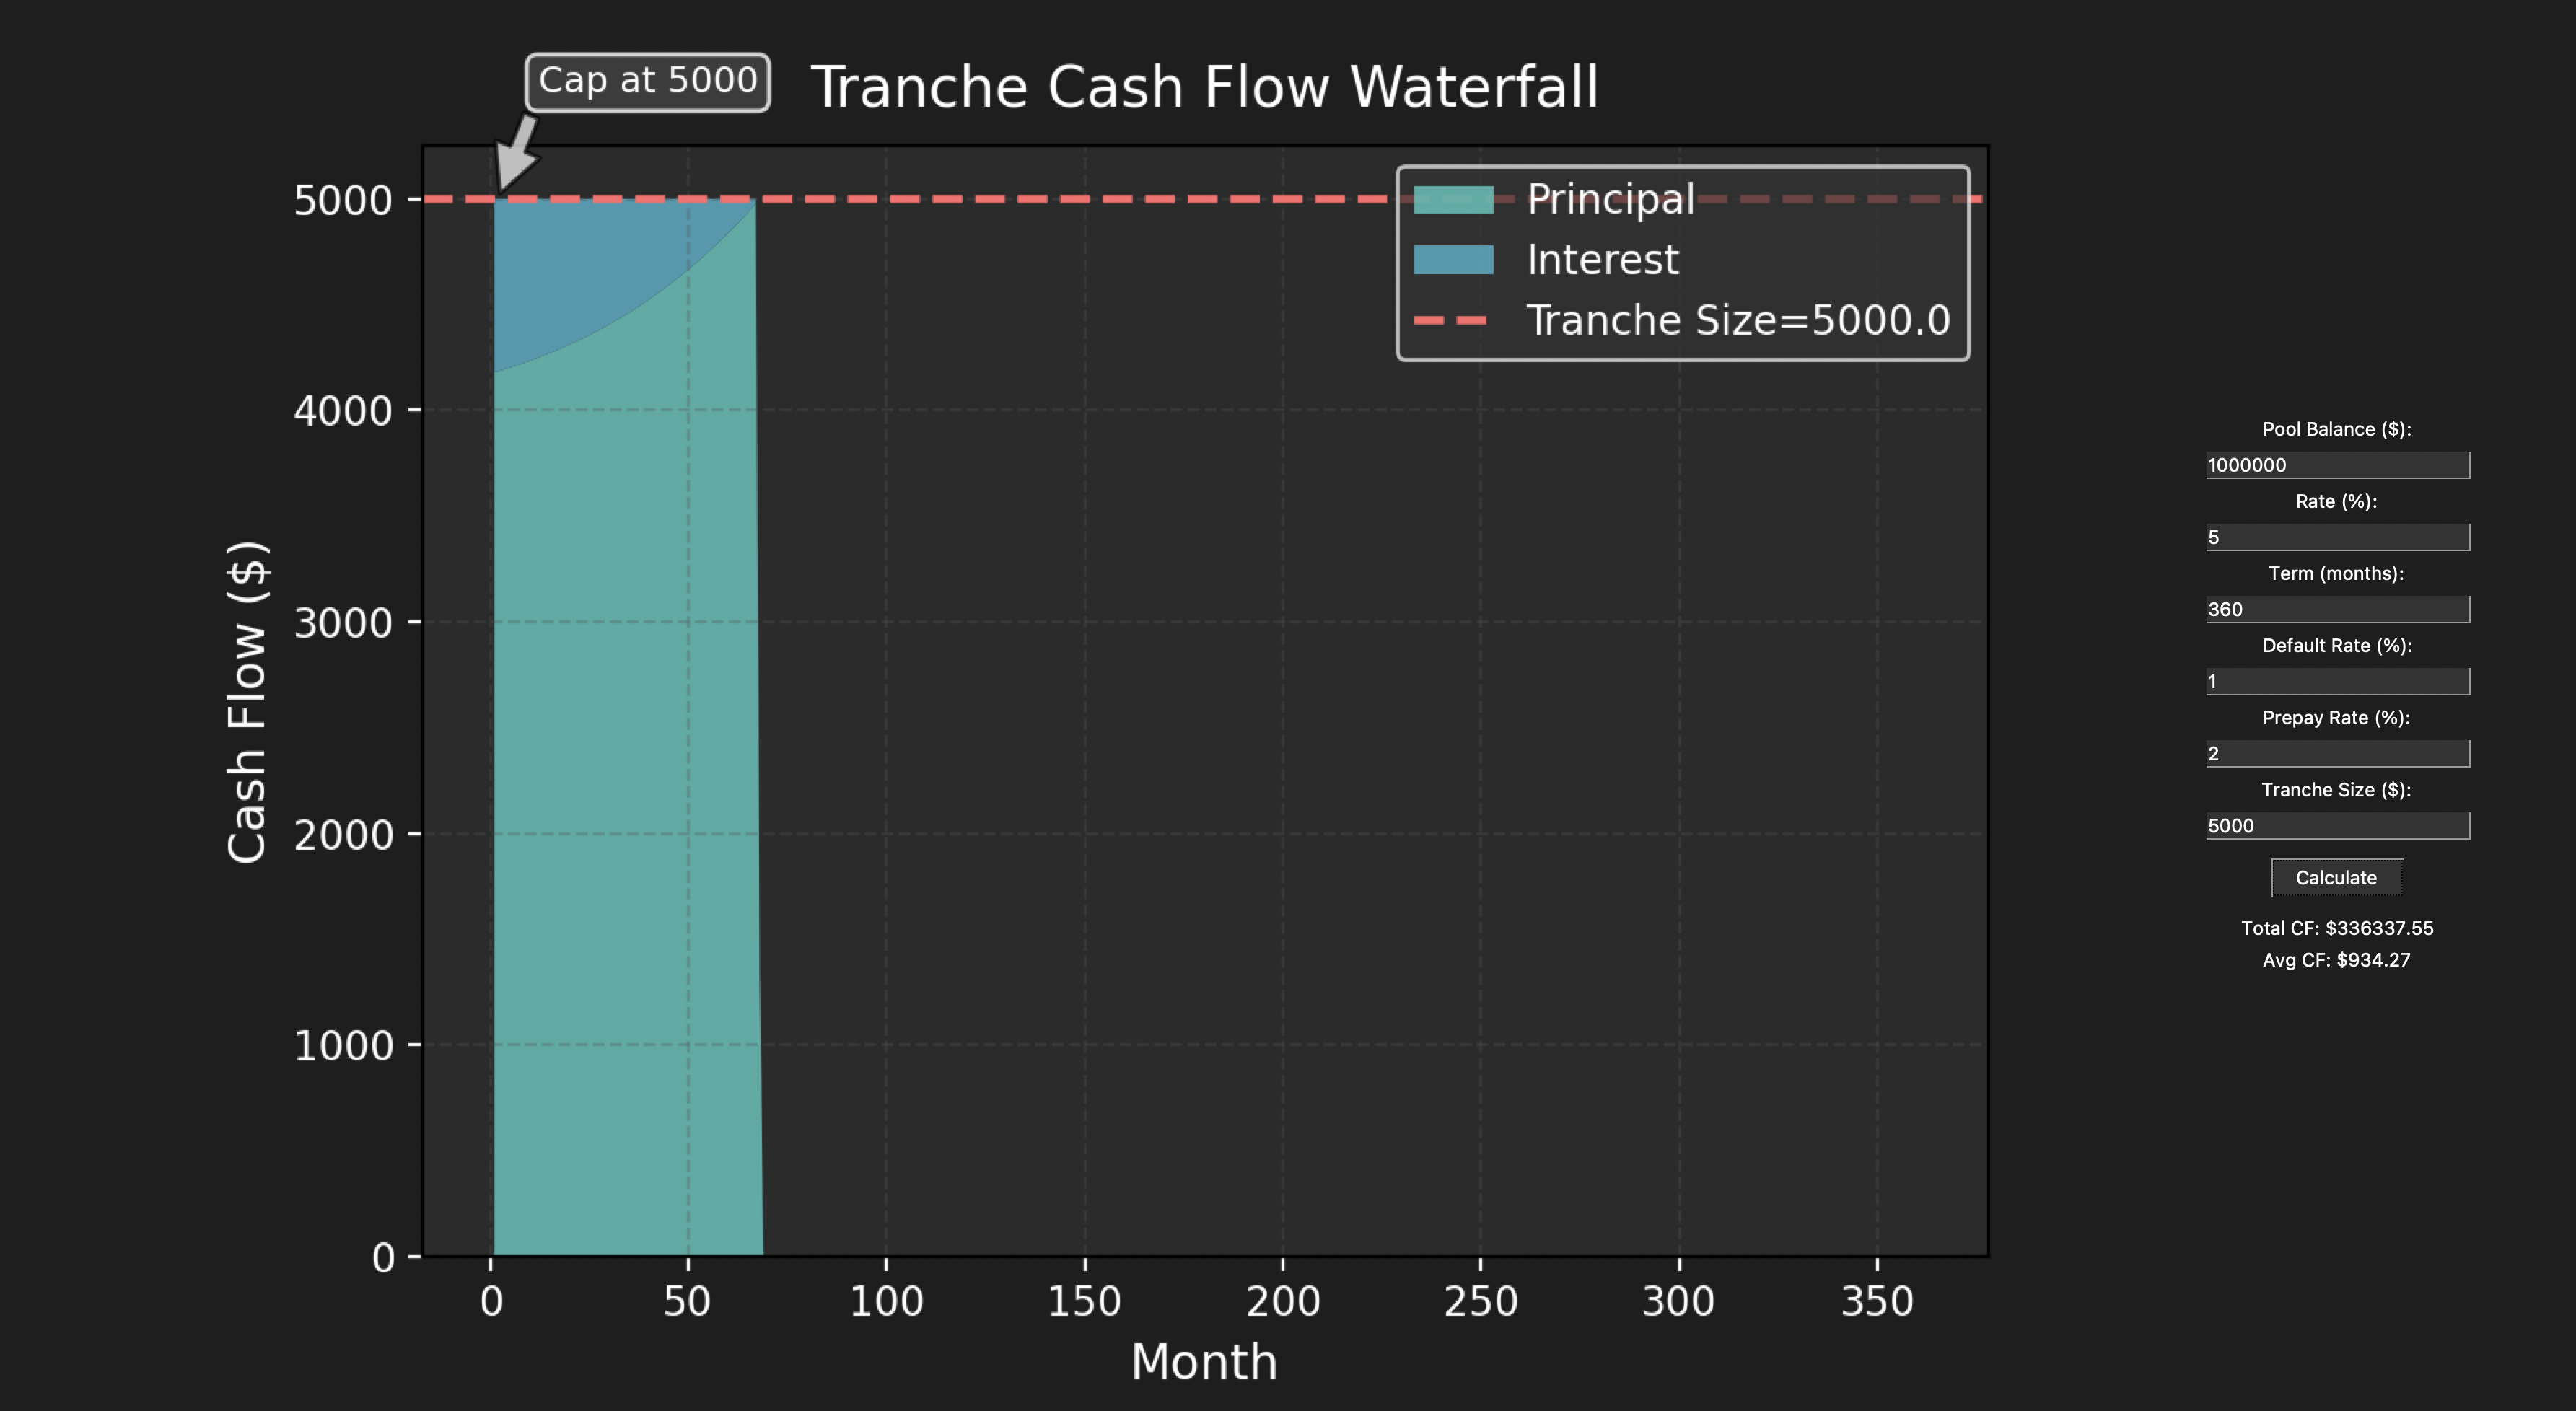 Cap at 5000
Tranche Cash Flow Waterfall
Cash Flow ($)
5000
4000
3000
2000
1000
0
0 50 100 150 200 250 300 350
Month
Principal
Interest
Tranche Size=5000.0
Pool Balance ($):
1000000
Rate (%):
5
Term (months):
360
Default Rate (%):
1
Prepay Rate (%):
2
Tranche Size ($):
5000
Calculate
Total CF: $336337.55
Avg CF: $934.27